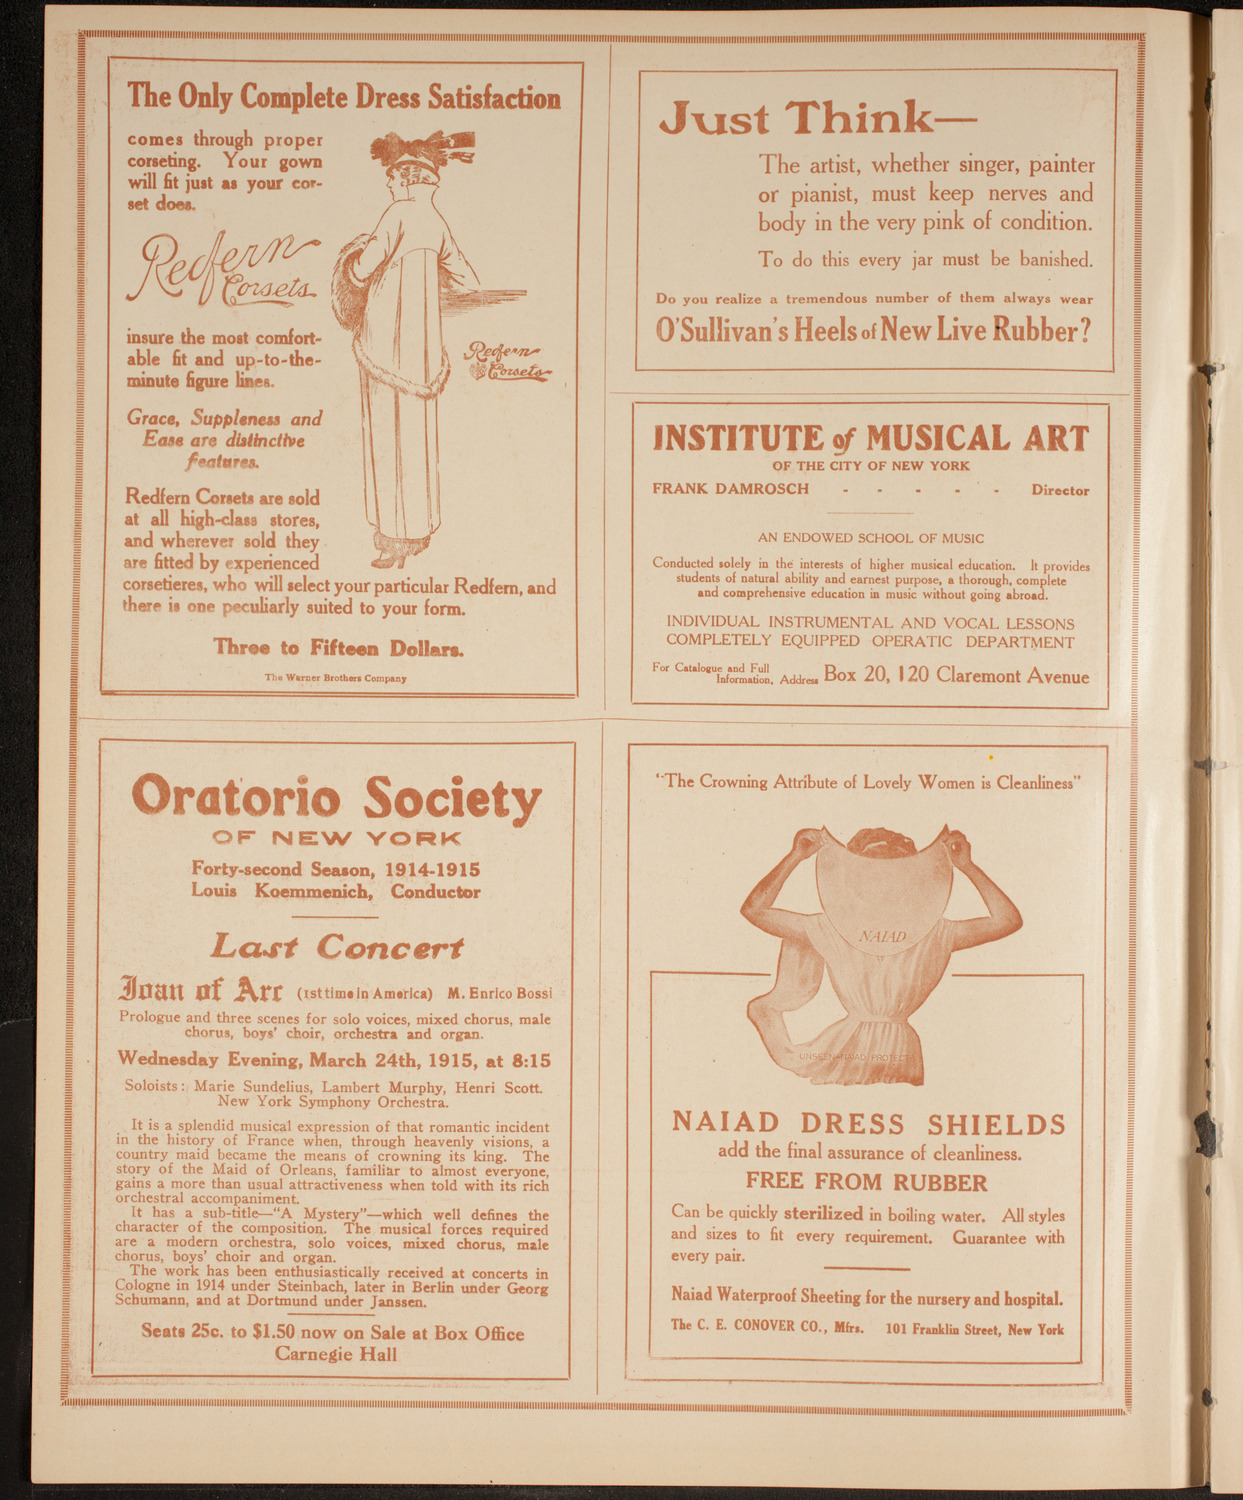 The Only Complete Dress Satisfaction
comes through proper
corseting. Your gown
will fit just as your cor-
set does.
Redfern
Corsets
insure the most comfort-
able fit and up-to-the-
minute figure lines.
Grace, Suppleness and
Ease are distinctive
features.
Redfern Corsets are sold
at all high-class stores,
and wherever sold they
are fitted by experienced
corsetieres, who will select your particular Redfern, and
there is one peculiarly suited to your form.
Three to Fifteen Dollars.
The Warner Brothers Company
Redfern
Corsets
Just Think—
The artist, whether singer, painter
or pianist, must keep nerves and
body in the very pink of condition.
To do this every jar must be banished.
Do you realize a tremendous number of them always wear
O'Sullivan's Heels of New Live Rubber?
INSTITUTE of MUSICAL ART
OF THE CITY OF NEW YORK
FRANK DAMROSCH - - - - - Director
AN ENDOWED SCHOOL OF MUSIC
Conducted solely in the interests of higher musical education. It provides
students of natural ability and earnest purpose, a thorough, complete
and comprehensive education in music without going abroad.
INDIVIDUAL INSTRUMENTAL AND VOCAL LESSONS
COMPLETELY EQUIPPED OPERATIC DEPARTMENT
For Catalogue and Full
Information, Address Box 20, 120 Claremont Avenue
Oratorio Society
OF NEW YORK
Forty-second Season, 1914-1915
Louis Koemmenich, Conductor
Last Concert
Joan of Arc (1st time in America) M. Enrico Bossi
Prologue and three scenes for solo voices, mixed chorus, male
chorus, boys' choir, orchestra and organ.
Wednesday Evening, March 24th, 1915, at 8:15
Soloists: Marie Sundelius, Lambert Murphy, Henri Scott.
New York Symphony Orchestra.
It is a splendid musical expression of that romantic incident
in the history of France when, through heavenly visions, a
country maid became the means of crowning its king. The
story of the Maid of Orleans, familiar to almost everyone,
gains a more than usual attractiveness when told with its rich
orchestral accompaniment.
It has a sub-title—"A Mystery"—which well defines the
character of the composition. The musical forces required
are a modern orchestra, solo voices, mixed chorus, male
chorus, boys' choir and organ.
The work has been enthusiastically received at concerts in
Cologne in 1914 under Steinbach, later in Berlin under Georg
Schumann, and at Dortmund under Janssen.
Seats 25c. to $1.50 now on Sale at Box Office
Carnegie Hall
"The Crowning Attribute of Lovely Women is Cleanliness"
NAIAD
UNSEEN—NAIAD PROTECTS
NAIAD DRESS SHIELDS
add the final assurance of cleanliness.
FREE FROM RUBBER
Can be quickly sterilized in boiling water. All styles
and sizes to fit every requirement. Guarantee with
every pair.
Naiad Waterproof Sheeting for the nursery and hospital.
The C. E. CONOVER CO., Mfrs. 101 Franklin Street, New York